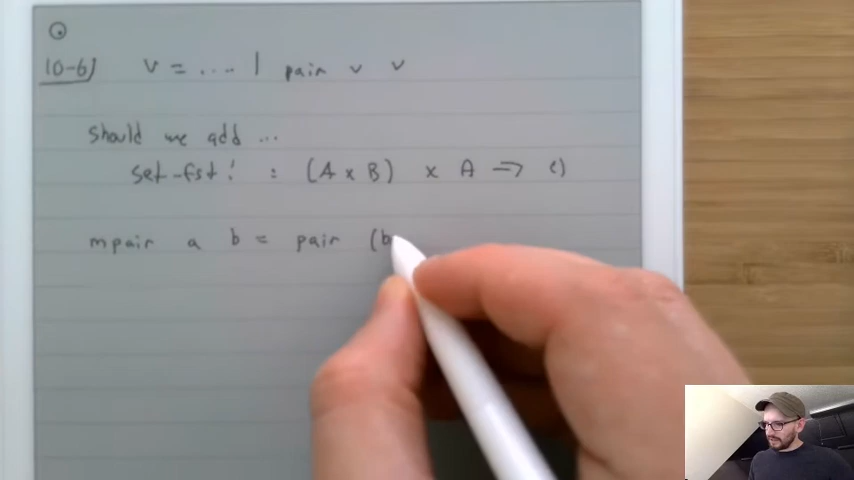 10-6) v = .... | pair v v
should we add ...
set-fst! : (A x B) x A -> ()
mpair a b = pair (b